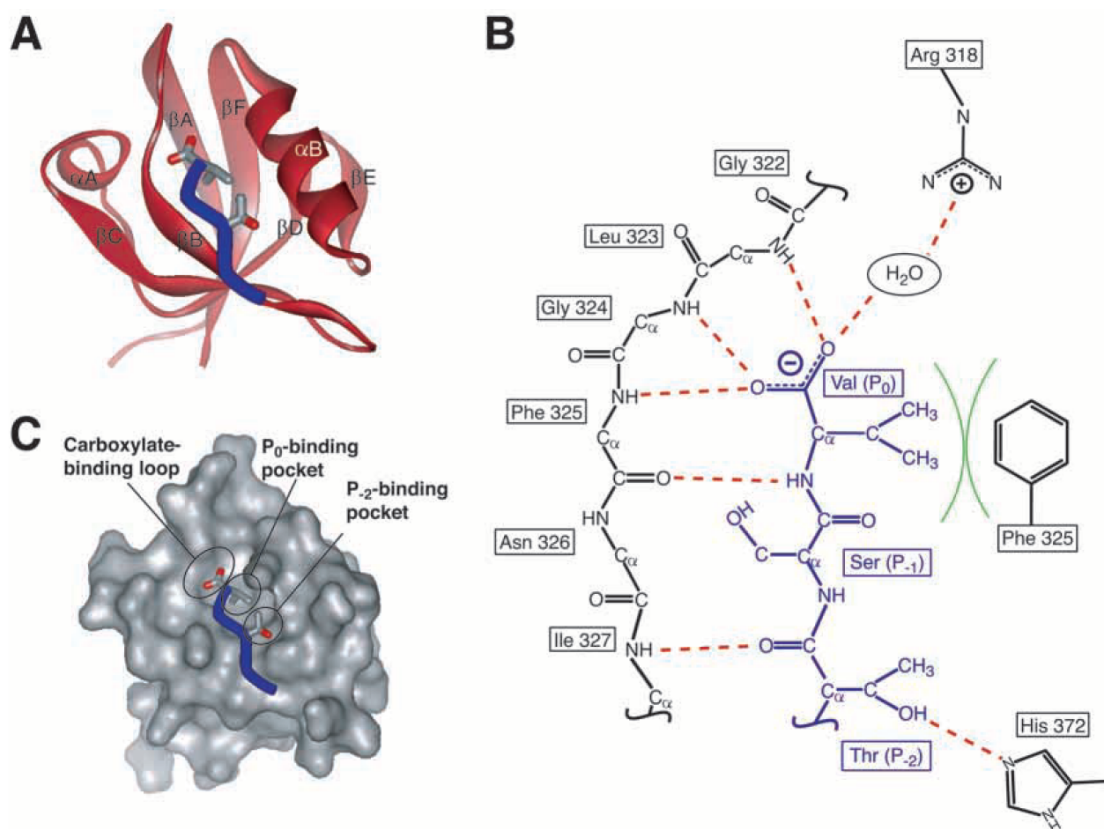 A
βA
βF
αB
αA
βE
βC
βB
βD
C
Carboxylate-
binding loop
P₀-binding
pocket
P₋₂-binding
pocket
B
Arg 318
N
N
N
+
Gly 322
O
C
Leu 323
O
C
Cα
NH
H₂O
Gly 324
NH
Cα
O
C
O
O
C
−
Val (P₀)
Phe 325
NH
Cα
CH₃
Cα
C
CH₃
C
O
HN
OH
C
O
Phe 325
Asn 326
NH
Cα
C
Cα
Ser (P₋₁)
O
C
NH
Ile 327
NH
O
C
CH₃
Cα
Cα
C
OH
His 372
Thr (P₋₂)
N
N
H